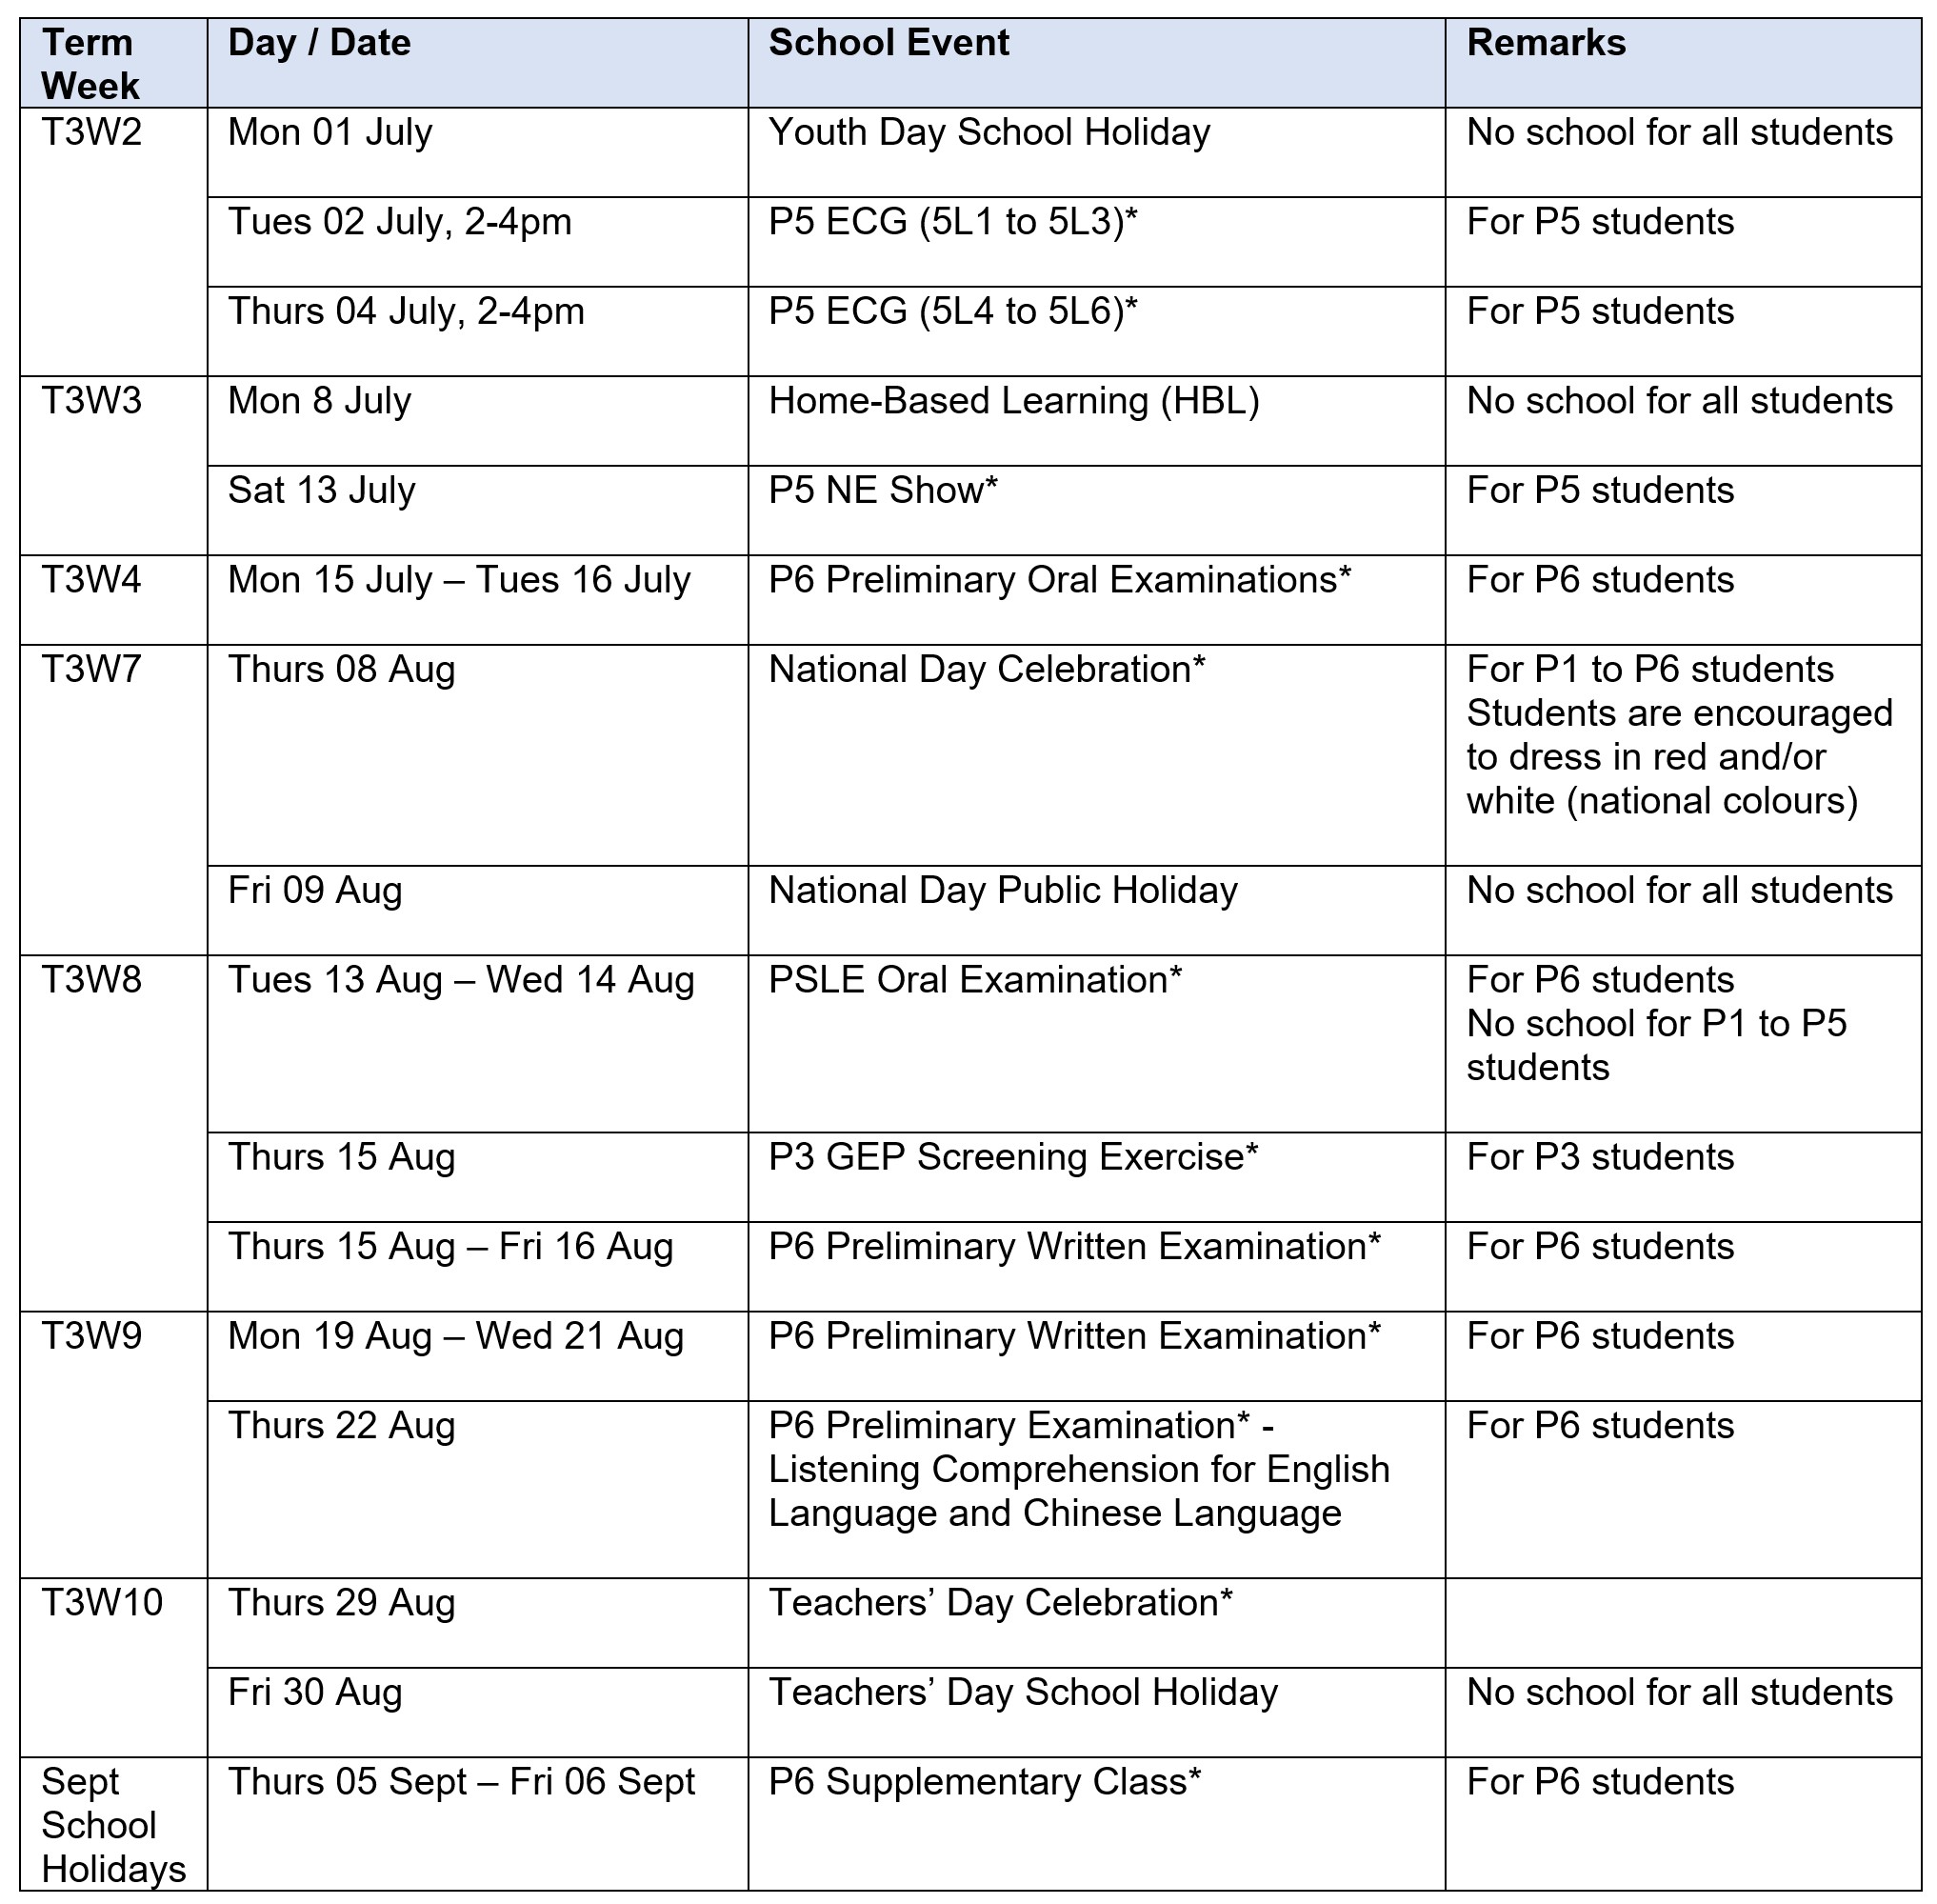 Term Week
Day / Date
School Event
Remarks
T3W2
Mon 01 July
Youth Day School Holiday
No school for all students
Tues 02 July, 2-4pm
P5 ECG (5L1 to 5L3)*
For P5 students
Thurs 04 July, 2-4pm
P5 ECG (5L4 to 5L6)*
For P5 students
T3W3
Mon 8 July
Home-Based Learning (HBL)
No school for all students
Sat 13 July
P5 NE Show*
For P5 students
T3W4
Mon 15 July – Tues 16 July
P6 Preliminary Oral Examinations*
For P6 students
T3W7
Thurs 08 Aug
National Day Celebration*
For P1 to P6 students
Students are encouraged
to dress in red and/or
white (national colours)
Fri 09 Aug
National Day Public Holiday
No school for all students
T3W8
Tues 13 Aug – Wed 14 Aug
PSLE Oral Examination*
For P6 students
No school for P1 to P5
students
Thurs 15 Aug
P3 GEP Screening Exercise*
For P3 students
Thurs 15 Aug – Fri 16 Aug
P6 Preliminary Written Examination*
For P6 students
T3W9
Mon 19 Aug – Wed 21 Aug
P6 Preliminary Written Examination*
For P6 students
Thurs 22 Aug
P6 Preliminary Examination* -
Listening Comprehension for English
Language and Chinese Language
For P6 students
T3W10
Thurs 29 Aug
Teachers’ Day Celebration*
Fri 30 Aug
Teachers’ Day School Holiday
No school for all students
Sept
School
Holidays
Thurs 05 Sept – Fri 06 Sept
P6 Supplementary Class*
For P6 students